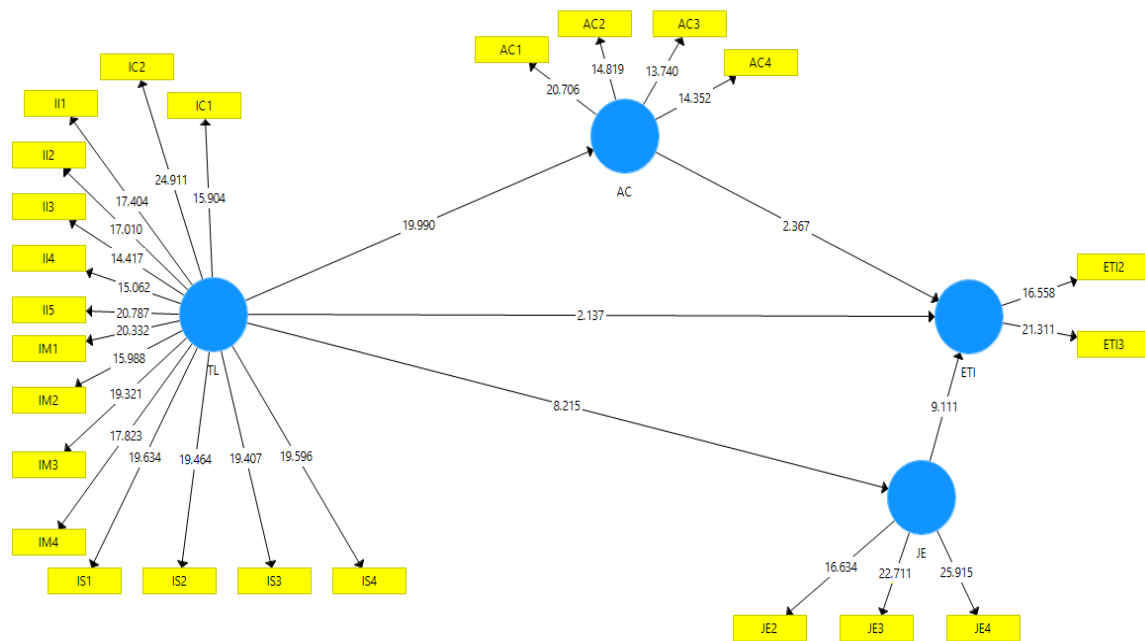 AC2
AC3
AC1
AC4
IC2
II1
IC1
14.819
13.740
20.706
14.352
II2
24.911
15.904
17.404
II3
17.010
AC
14.417
19.990
2.367
II4
15.062
ETI2
16.558
II5
20.787
2.137
20.332
21.311
IM1
15.988
ETI3
TL
ETI
IM2
19.321
8.215
9.111
17.823
19.634
19.464
19.407
19.596
IM3
IM4
JE
16.634
22.711
25.915
IS1
IS2
IS3
IS4
JE2
JE3
JE4